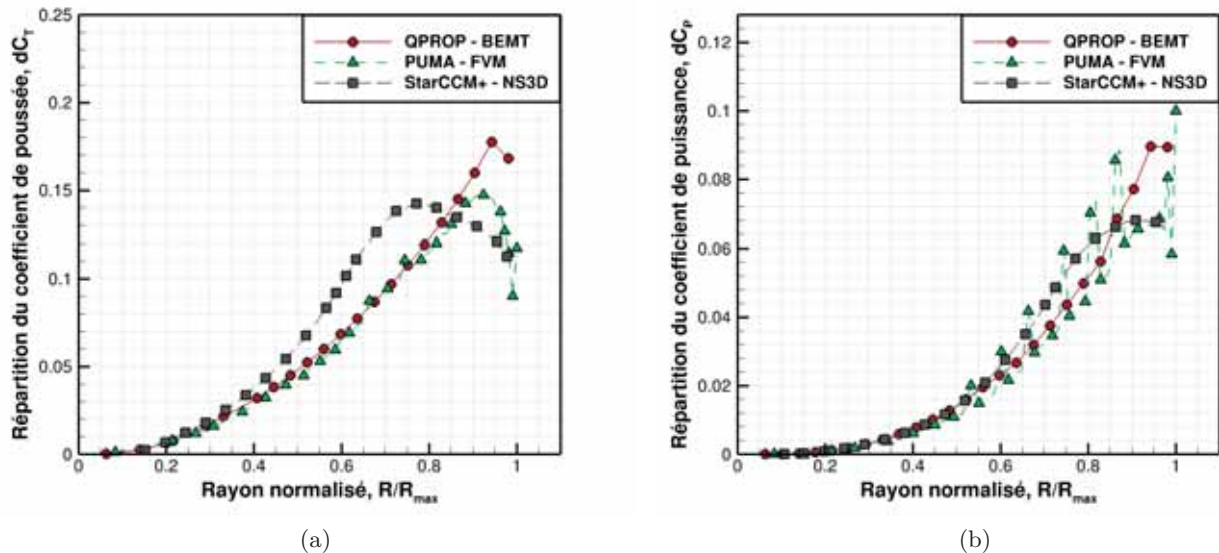 Répartition du coefficient de poussée, dC_T
0.25
0.2
0.15
0.1
0.05
0
0
0.2
0.4
0.6
0.8
1
Rayon normalisé, R/R_max
QPROP - BEMT
PUMA - FVM
StarCCM+ - NS3D
(a)
Répartition du coefficient de puissance, dC_P
0.12
0.1
0.08
0.06
0.04
0.02
0
0
0.2
0.4
0.6
0.8
1
Rayon normalisé, R/R_max
QPROP - BEMT
PUMA - FVM
StarCCM+ - NS3D
(b)